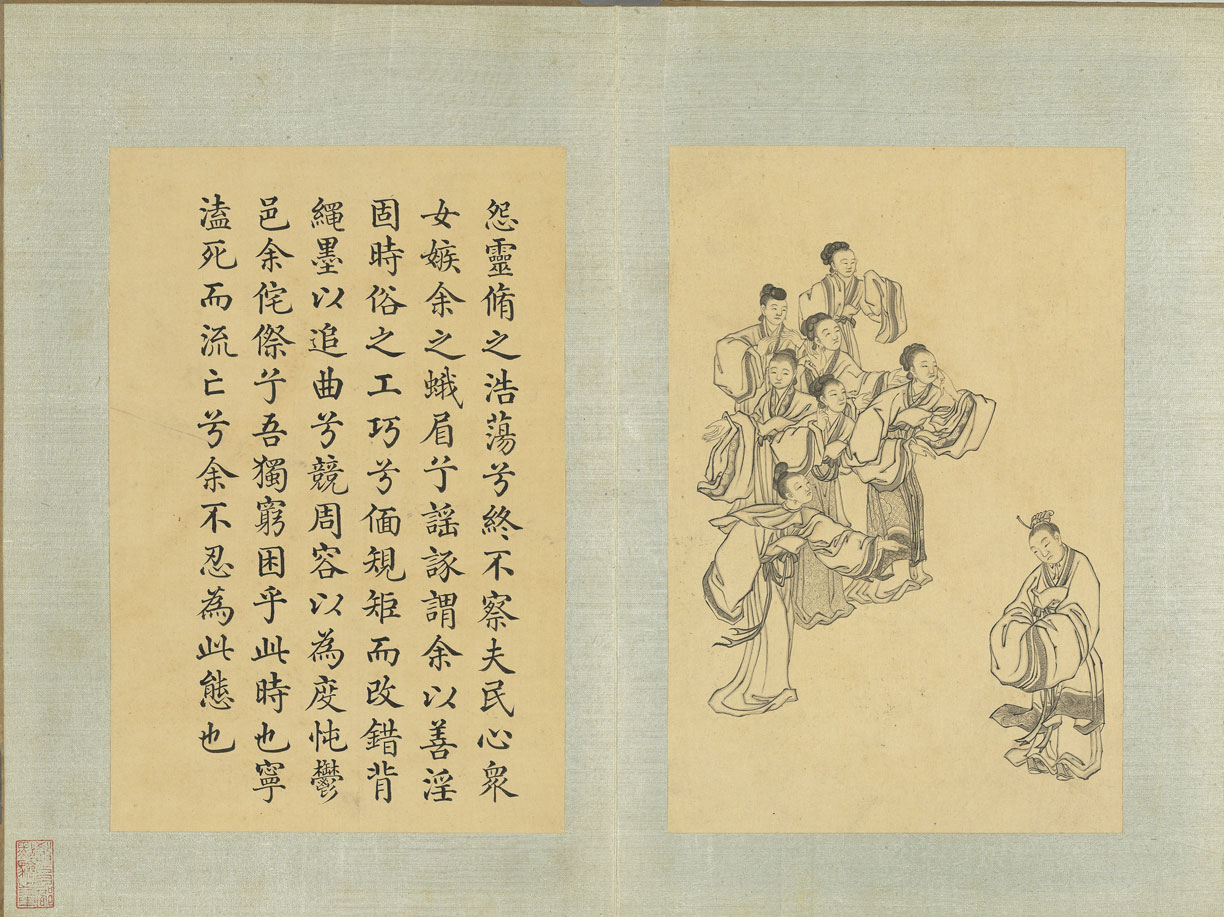 怨靈脩之浩蕩兮終不察夫民心衆
女嫉余之蛾眉兮謡諑謂余以善淫
固時俗之工巧兮偭規矩而改錯背
繩墨以追曲兮競周容以為度忳鬱
邑余侘傺兮吾獨窮困乎此時也寧
溘死而流亡兮余不忍為此態也